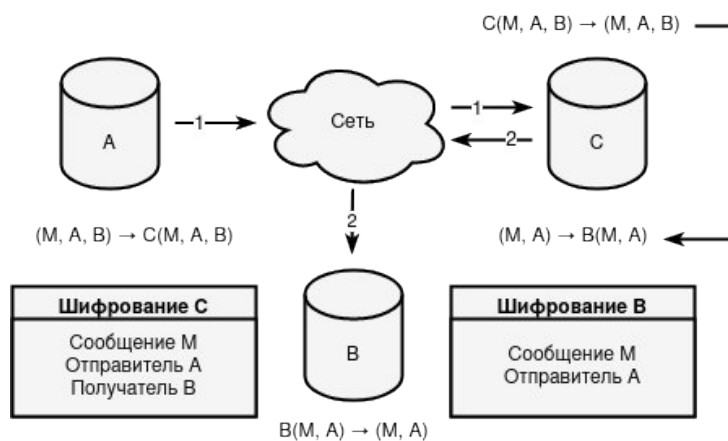 C(M, A, B) → (M, A, B)
A
1
Сеть
1
2
C
2
(M, A, B) → C(M, A, B)
(M, A) → B(M, A)
Шифрование C
Сообщение M
Отправитель A
Получатель B
B
Шифрование B
Сообщение M
Отправитель A
B(M, A) → (M, A)